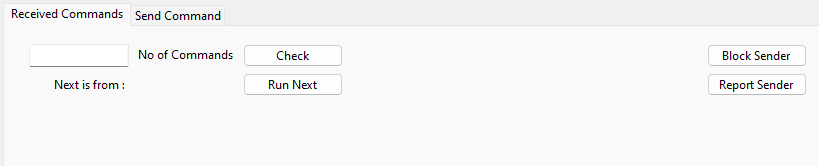 Received Commands Send Command
No of Commands Check Block Sender
Next is from : Run Next Report Sender